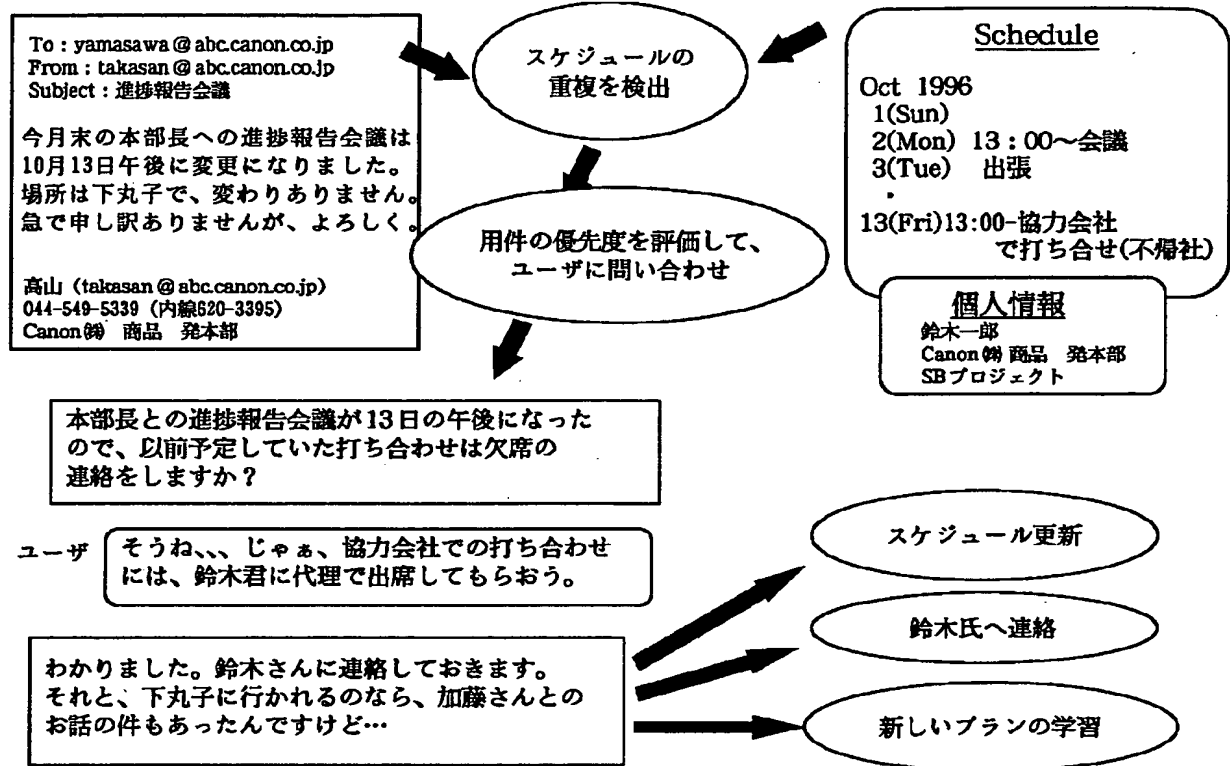 To : yamasawa @ abc.canon.co.jp
From : takasan @ abc.canon.co.jp
Subject : 進捗報告会議
今月末の本部長への進捗報告会議は
10月13日午後に変更になりました。
場所は下丸子で、変わりありません。
急で申し訳ありませんが、よろしく。
高山（takasan @ abc.canon.co.jp）
044-549-5339（内線620-3395）
Canon㈱ 商品 発本部
スケジュールの
重複を検出
Schedule
Oct 1996
1(Sun)
2(Mon) 13：00～会議
3(Tue) 出張
・
13(Fri)13:00-協力会社
で打ち合せ(不帰社)
個人情報
鈴木一郎
Canon㈱ 商品 発本部
SBプロジェクト
用件の優先度を評価して、
ユーザに問い合わせ
本部長との進捗報告会議が13日の午後になった
ので、以前予定していた打ち合わせは欠席の
連絡をしますか？
ユーザ
そうね、、、じゃぁ、協力会社での打ち合わせ
には、鈴木君に代理で出席してもらおう。
わかりました。鈴木さんに連絡しておきます。
それと、下丸子に行かれるのなら、加藤さんとの
お話の件もあったんですけど…
スケジュール更新
鈴木氏へ連絡
新しいプランの学習